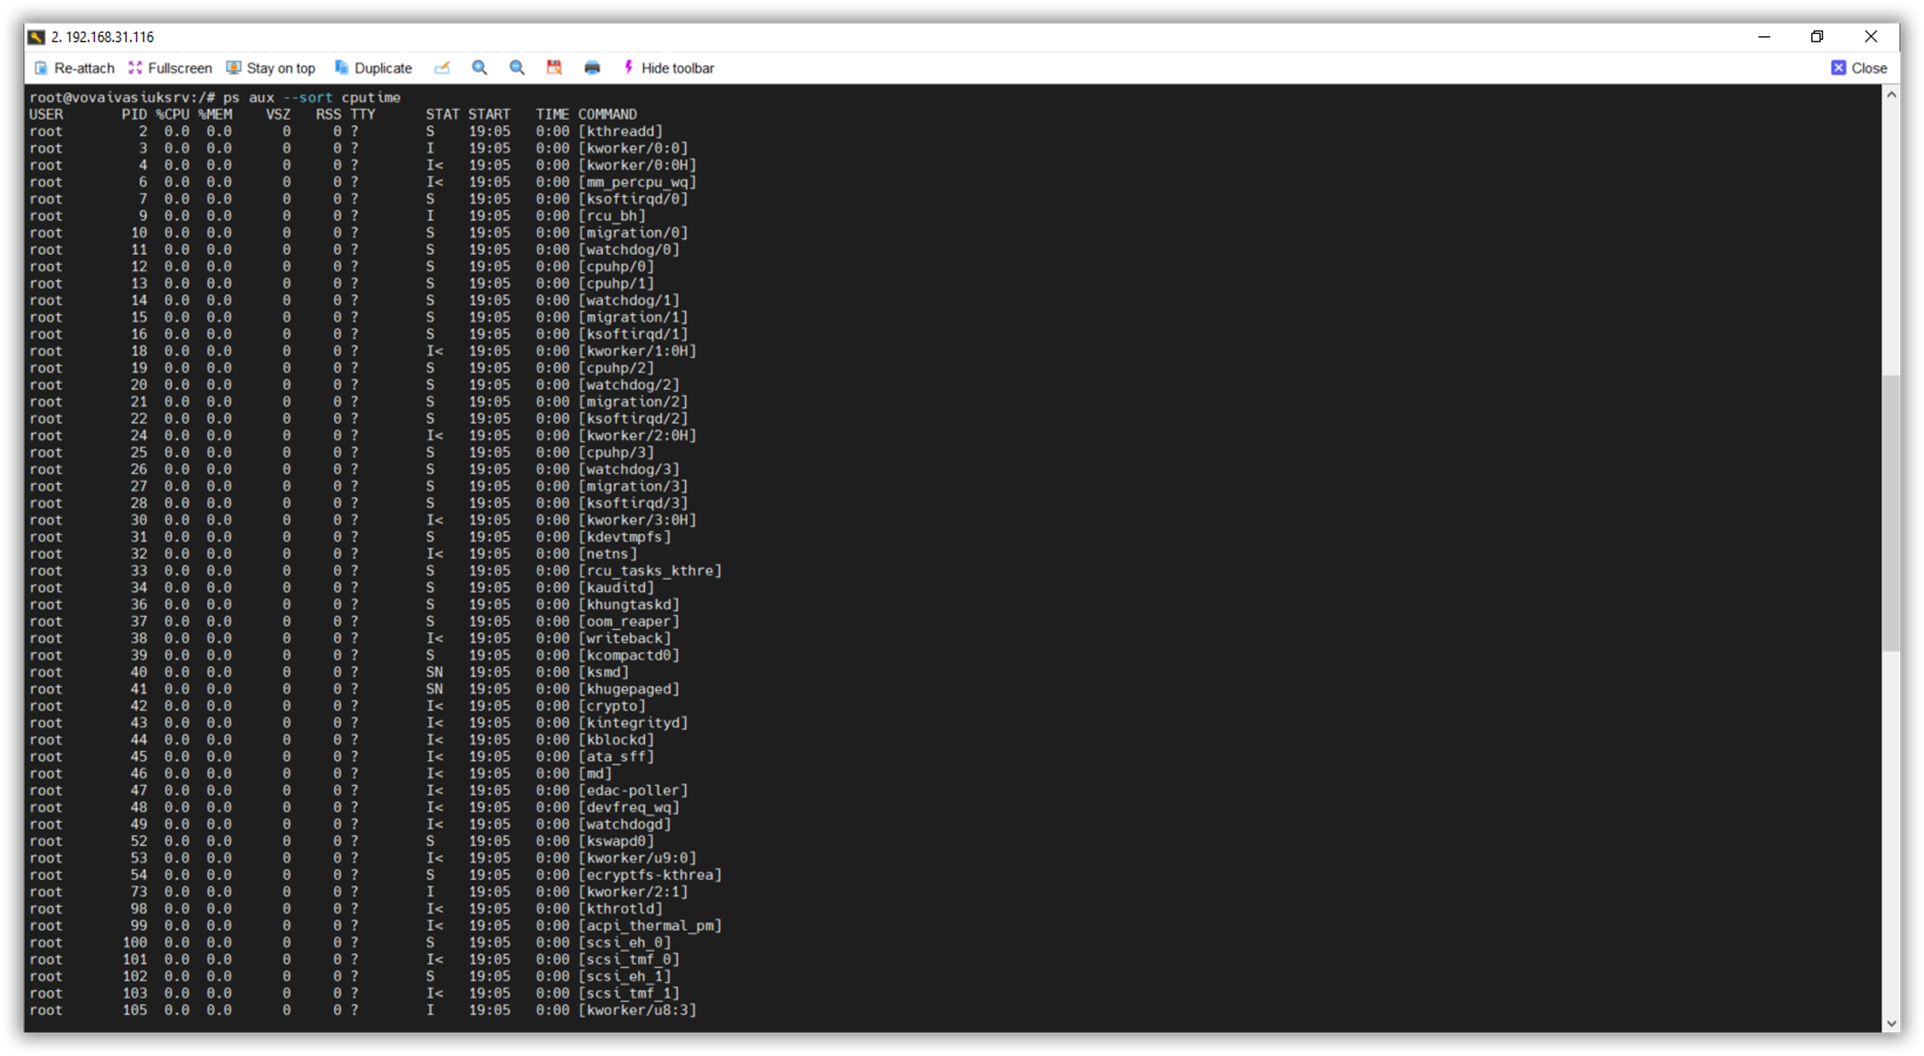 2. 192.168.31.116
Re-attach Fullscreen Stay on top Duplicate Hide toolbar Close
root@vovaivasiuksrv:/# ps aux --sort cputime
USER       PID %CPU %MEM    VSZ   RSS TTY      STAT START   TIME COMMAND
root         2  0.0  0.0      0     0 ?        S    19:05   0:00 [kthreadd]
root         3  0.0  0.0      0     0 ?        I    19:05   0:00 [kworker/0:0]
root         4  0.0  0.0      0     0 ?        I<   19:05   0:00 [kworker/0:0H]
root         6  0.0  0.0      0     0 ?        I<   19:05   0:00 [mm_percpu_wq]
root         7  0.0  0.0      0     0 ?        S    19:05   0:00 [ksoftirqd/0]
root         9  0.0  0.0      0     0 ?        I    19:05   0:00 [rcu_bh]
root        10  0.0  0.0      0     0 ?        S    19:05   0:00 [migration/0]
root        11  0.0  0.0      0     0 ?        S    19:05   0:00 [watchdog/0]
root        12  0.0  0.0      0     0 ?        S    19:05   0:00 [cpuhp/0]
root        13  0.0  0.0      0     0 ?        S    19:05   0:00 [cpuhp/1]
root        14  0.0  0.0      0     0 ?        S    19:05   0:00 [watchdog/1]
root        15  0.0  0.0      0     0 ?        S    19:05   0:00 [migration/1]
root        16  0.0  0.0      0     0 ?        S    19:05   0:00 [ksoftirqd/1]
root        18  0.0  0.0      0     0 ?        I<   19:05   0:00 [kworker/1:0H]
root        19  0.0  0.0      0     0 ?        S    19:05   0:00 [cpuhp/2]
root        20  0.0  0.0      0     0 ?        S    19:05   0:00 [watchdog/2]
root        21  0.0  0.0      0     0 ?        S    19:05   0:00 [migration/2]
root        22  0.0  0.0      0     0 ?        S    19:05   0:00 [ksoftirqd/2]
root        24  0.0  0.0      0     0 ?        I<   19:05   0:00 [kworker/2:0H]
root        25  0.0  0.0      0     0 ?        S    19:05   0:00 [cpuhp/3]
root        26  0.0  0.0      0     0 ?        S    19:05   0:00 [watchdog/3]
root        27  0.0  0.0      0     0 ?        S    19:05   0:00 [migration/3]
root        28  0.0  0.0      0     0 ?        S    19:05   0:00 [ksoftirqd/3]
root        30  0.0  0.0      0     0 ?        I<   19:05   0:00 [kworker/3:0H]
root        31  0.0  0.0      0     0 ?        S    19:05   0:00 [kdevtmpfs]
root        32  0.0  0.0      0     0 ?        I<   19:05   0:00 [netns]
root        33  0.0  0.0      0     0 ?        S    19:05   0:00 [rcu_tasks_kthre]
root        34  0.0  0.0      0     0 ?        S    19:05   0:00 [kauditd]
root        36  0.0  0.0      0     0 ?        S    19:05   0:00 [khungtaskd]
root        37  0.0  0.0      0     0 ?        S    19:05   0:00 [oom_reaper]
root        38  0.0  0.0      0     0 ?        I<   19:05   0:00 [writeback]
root        39  0.0  0.0      0     0 ?        S    19:05   0:00 [kcompactd0]
root        40  0.0  0.0      0     0 ?        SN   19:05   0:00 [ksmd]
root        41  0.0  0.0      0     0 ?        SN   19:05   0:00 [khugepaged]
root        42  0.0  0.0      0     0 ?        I<   19:05   0:00 [crypto]
root        43  0.0  0.0      0     0 ?        I<   19:05   0:00 [kintegrityd]
root        44  0.0  0.0      0     0 ?        I<   19:05   0:00 [kblockd]
root        45  0.0  0.0      0     0 ?        I<   19:05   0:00 [ata_sff]
root        46  0.0  0.0      0     0 ?        I<   19:05   0:00 [md]
root        47  0.0  0.0      0     0 ?        I<   19:05   0:00 [edac-poller]
root        48  0.0  0.0      0     0 ?        I<   19:05   0:00 [devfreq_wq]
root        49  0.0  0.0      0     0 ?        I<   19:05   0:00 [watchdogd]
root        52  0.0  0.0      0     0 ?        S    19:05   0:00 [kswapd0]
root        53  0.0  0.0      0     0 ?        I<   19:05   0:00 [kworker/u9:0]
root        54  0.0  0.0      0     0 ?        S    19:05   0:00 [ecryptfs-kthrea]
root        73  0.0  0.0      0     0 ?        I    19:05   0:00 [kworker/2:1]
root        98  0.0  0.0      0     0 ?        I<   19:05   0:00 [kthrotld]
root        99  0.0  0.0      0     0 ?        I<   19:05   0:00 [acpi_thermal_pm]
root       100  0.0  0.0      0     0 ?        S    19:05   0:00 [scsi_eh_0]
root       101  0.0  0.0      0     0 ?        I<   19:05   0:00 [scsi_tmf_0]
root       102  0.0  0.0      0     0 ?        S    19:05   0:00 [scsi_eh_1]
root       103  0.0  0.0      0     0 ?        I<   19:05   0:00 [scsi_tmf_1]
root       105  0.0  0.0      0     0 ?        I    19:05   0:00 [kworker/u8:3]